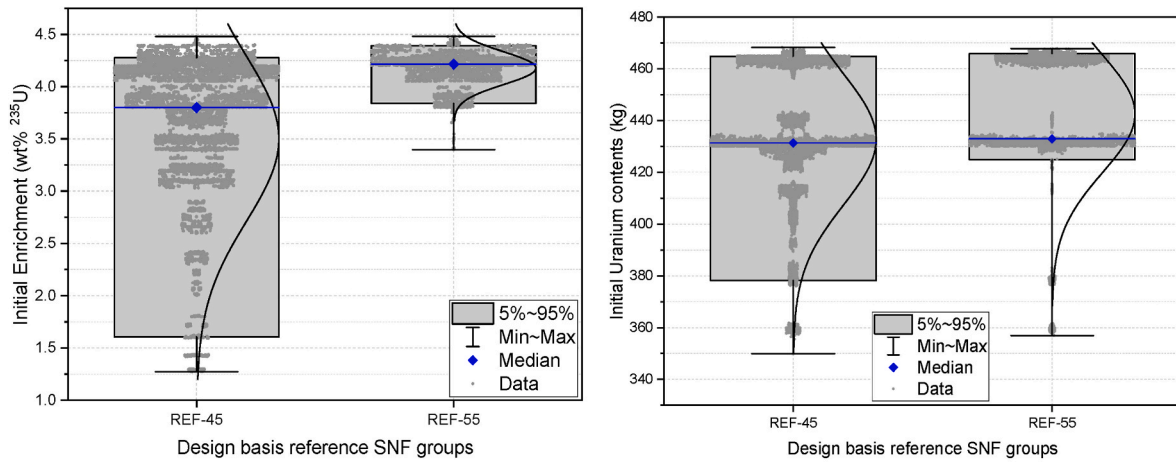 Initial Enrichment (wt% ²³⁵U)
4.5
4.0
3.5
3.0
2.5
2.0
1.5
1.0
5%~95%
Min~Max
Median
Data
REF-45 REF-55
Design basis reference SNF groups
Initial Uranium contents (kg)
480
460
440
420
400
380
360
340
5%~95%
Min~Max
Median
Data
REF-45 REF-55
Design basis reference SNF groups